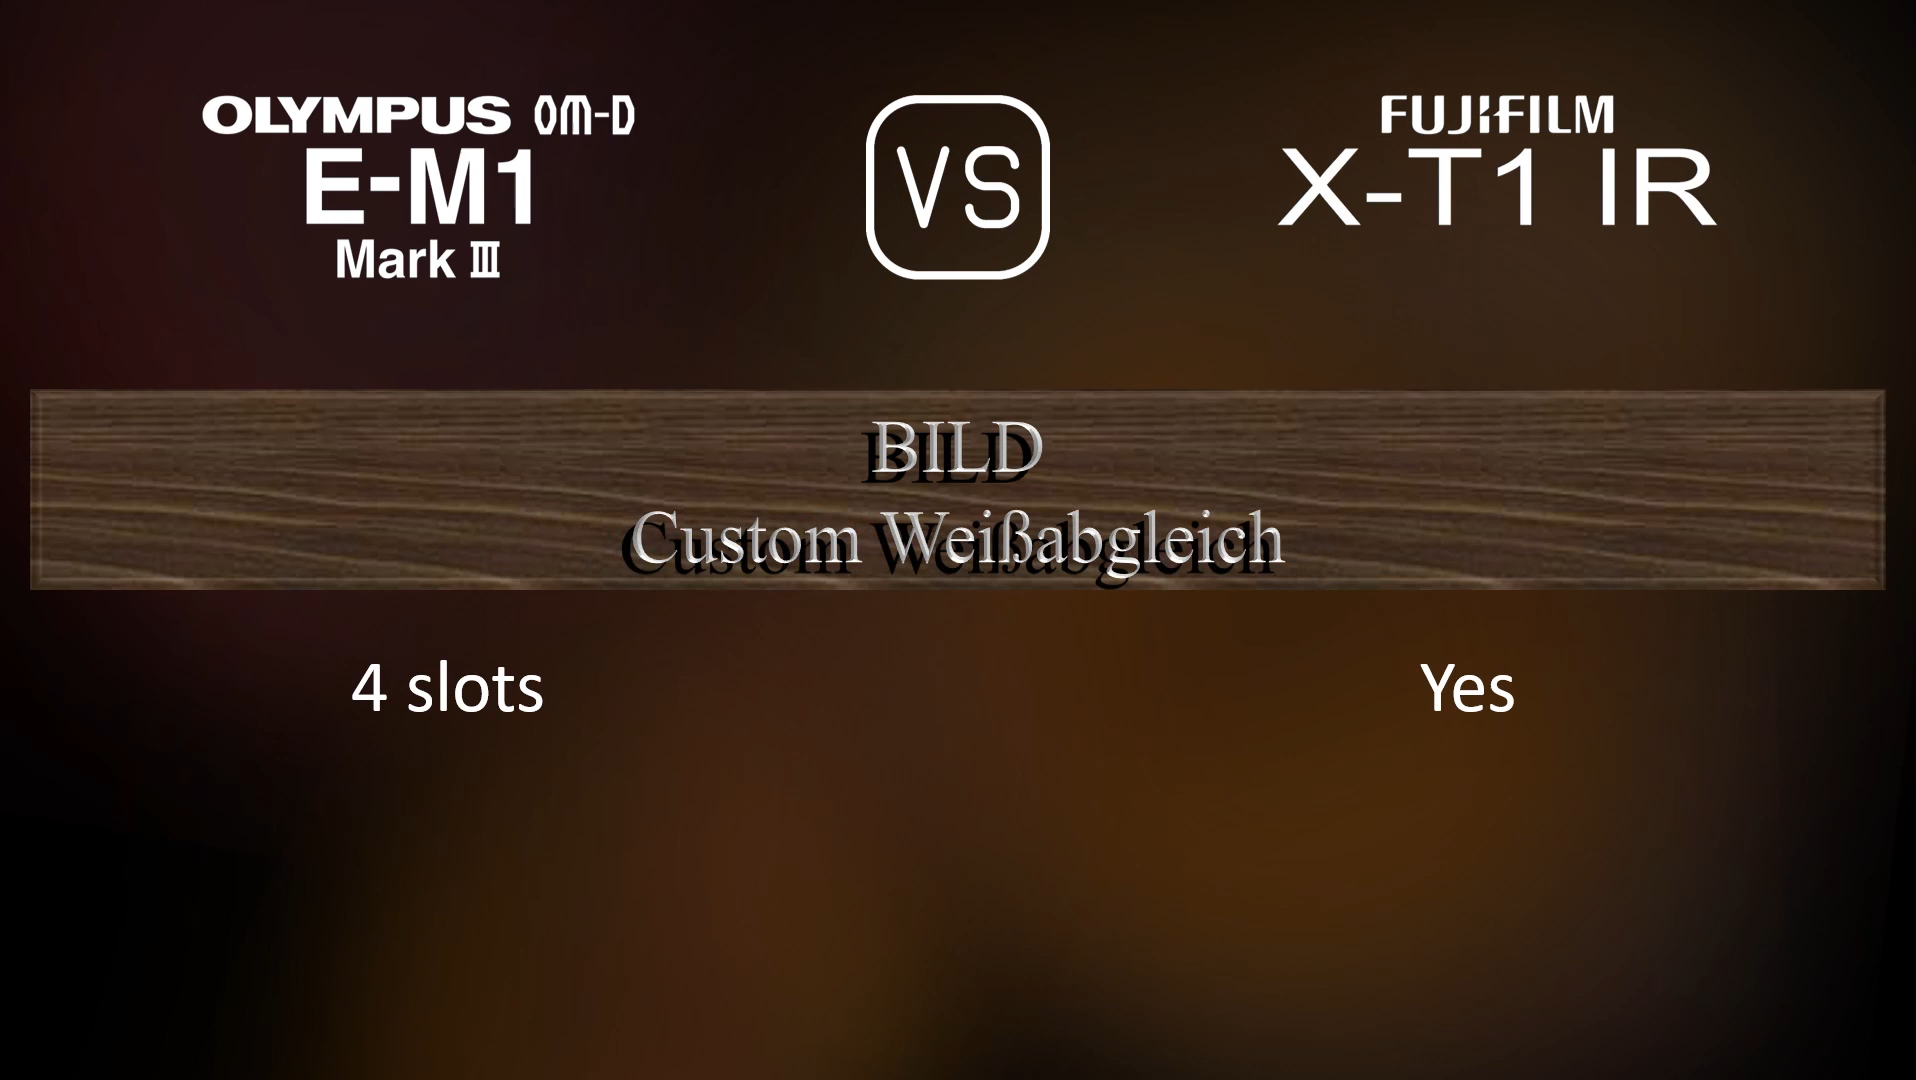 OLYMPUS OM-D
E-M1
Mark III
VS
FUJIFILM
X-T1 IR
BILD
Custom Weißabgleich
4 slots
Yes